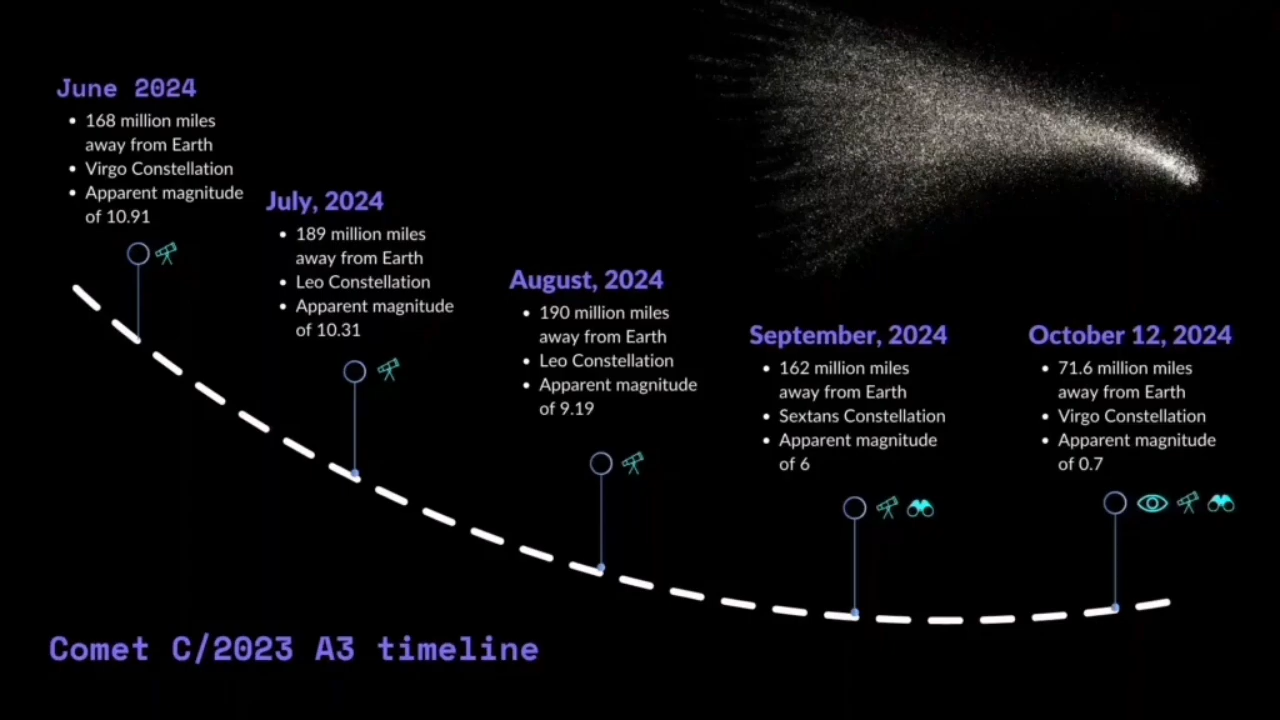 June 2024
• 168 million miles
away from Earth
• Virgo Constellation
• Apparent magnitude
of 10.91
July, 2024
• 189 million miles
away from Earth
• Leo Constellation
• Apparent magnitude
of 10.31
August, 2024
• 190 million miles
away from Earth
• Leo Constellation
• Apparent magnitude
of 9.19
September, 2024
• 162 million miles
away from Earth
• Sextans Constellation
• Apparent magnitude
of 6
October 12, 2024
• 71.6 million miles
away from Earth
• Virgo Constellation
• Apparent magnitude
of 0.7
Comet C/2023 A3 timeline